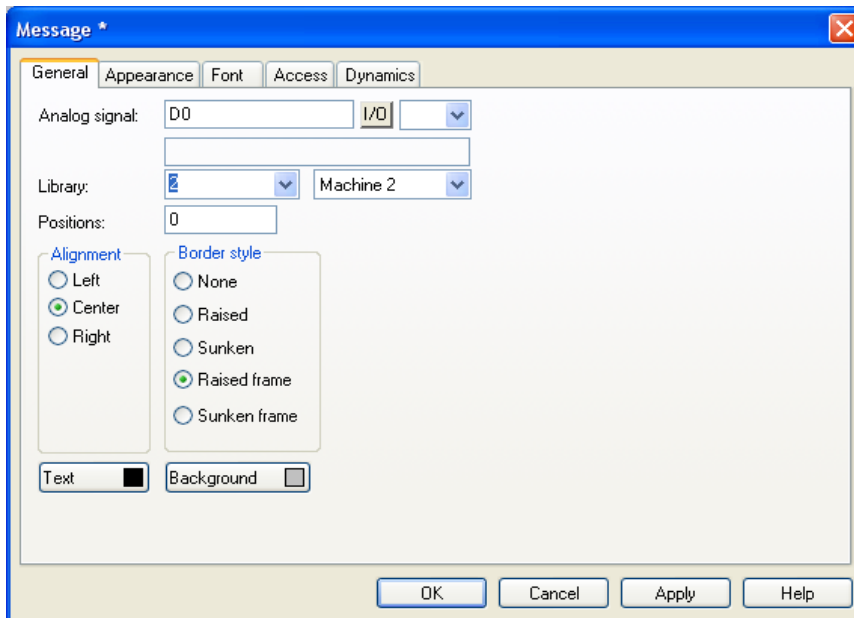 Message *
General Appearance Font Access Dynamics
Analog signal: D0 I/O
Library: 2 Machine 2
Positions: 0
Alignment
Left
Center
Right
Border style
None
Raised
Sunken
Raised frame
Sunken frame
Text Background
OK Cancel Apply Help